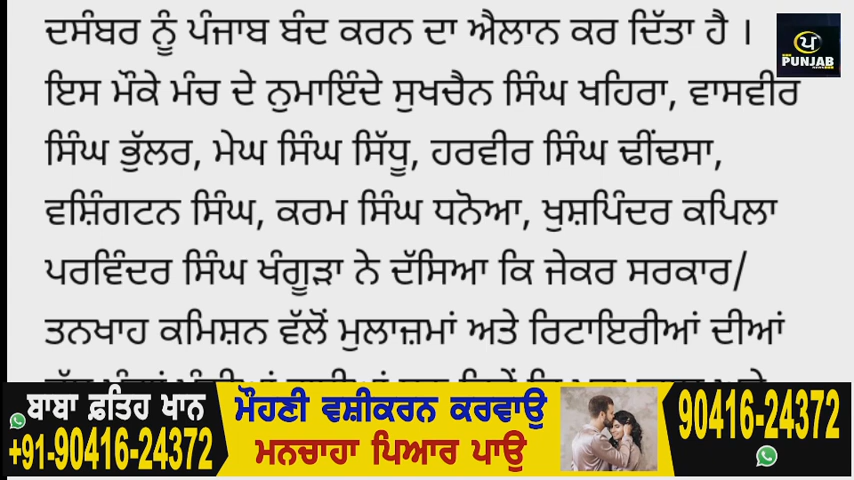 ਦਸੰਬਰ ਨੂੰ ਪੰਜਾਬ ਬੰਦ ਕਰਨ ਦਾ ਐਲਾਨ ਕਰ ਦਿੱਤਾ ਹੈ ।
ਪ
PUNJAB
ਇਸ ਮੌਕੇ ਮੰਚ ਦੇ ਨੁਮਾਇੰਦੇ ਸੁਖਚੈਨ ਸਿੰਘ ਖਹਿਰਾ, ਵਾਸਵੀਰ
ਸਿੰਘ ਭੁੱਲਰ, ਮੇਘ ਸਿੰਘ ਸਿੱਧੂ, ਹਰਵੀਰ ਸਿੰਘ ਢੀਂਢਸਾ,
ਵਸ਼ਿੰਗਟਨ ਸਿੰਘ, ਕਰਮ ਸਿੰਘ ਧਨੋਆ, ਖੁਸ਼ਪਿੰਦਰ ਕਪਿਲਾ
ਪਰਵਿੰਦਰ ਸਿੰਘ ਖੰਗੂੜਾ ਨੇ ਦੱਸਿਆ ਕਿ ਜੇਕਰ ਸਰਕਾਰ/
ਤਨਖਾਹ ਕਮਿਸ਼ਨ ਵੱਲੋਂ ਮੁਲਾਜ਼ਮਾਂ ਅਤੇ ਰਿਟਾਇਰੀਆਂ ਦੀਆਂ
ਬਾਬਾ ਫ਼ਤਿਹ ਖਾਨ
+91-90416-24372
ਮੌਹਣੀ ਵਸ਼ੀਕਰਨ ਕਰਵਾਉ
ਮਨਚਾਹਾ ਪਿਆਰ ਪਾਉ
90416-24372